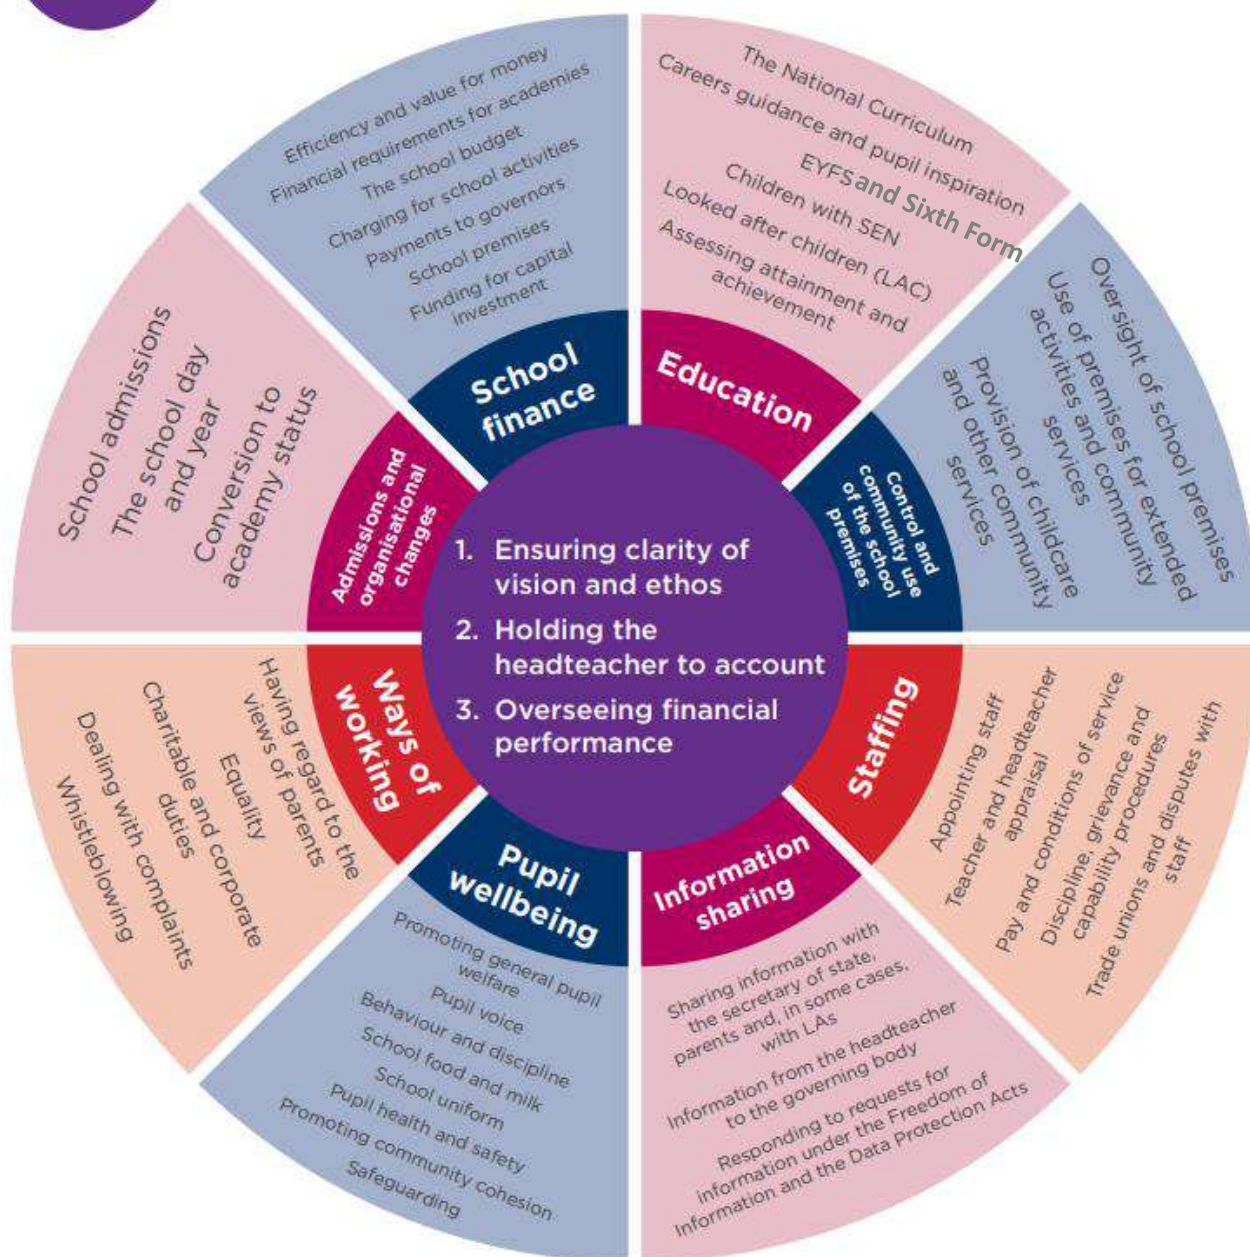 1. Ensuring clarity of
vision and ethos
2. Holding the
headteacher to account
3. Overseeing financial
performance
Education
The National Curriculum
Careers guidance and pupil inspiration
EYFS and Sixth Form
Children with SEN
Looked after children (LAC)
Assessing attainment and
achievement
Control and
community use
of the school
premises
Oversight of school premises
Use of premises for extended
activities and community
services
Provision of childcare
and other community
services
Staffing
Appointing staff
Teacher and headteacher
appraisal
Pay and conditions of service
Discipline, grievance and
capability procedures
Trade unions and disputes with
staff
Information
sharing
Sharing information with
the secretary of state,
parents and, in some cases,
with LAs
Information from the headteacher
to the governing body
Responding to requests for
information under the Freedom of
Information and the Data Protection Acts
Pupil
wellbeing
Promoting general pupil
welfare
Pupil voice
Behaviour and discipline
School food and milk
School uniform
Pupil health and safety
Promoting community cohesion
Safeguarding
Ways of
working
Having regard to the
views of parents
Equality
Charitable and corporate
duties
Dealing with complaints
Whistleblowing
Admissions and
organisational
changes
School admissions
The school day
and year
Conversion to
academy status
School
finance
Efficiency and value for money
Financial requirements for academies
The school budget
Charging for school activities
Payments to governors
School premises
Funding for capital
investment